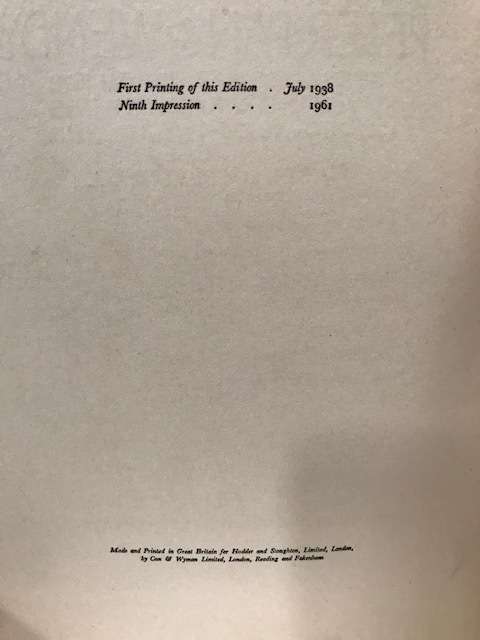 First Printing of this Edition . July 1938
Ninth Impression . . . . 1961
Made and Printed in Great Britain for Hodder and Stoughton, Limited, London,
by Cox & Wyman Limited, London, Reading and Fakenham